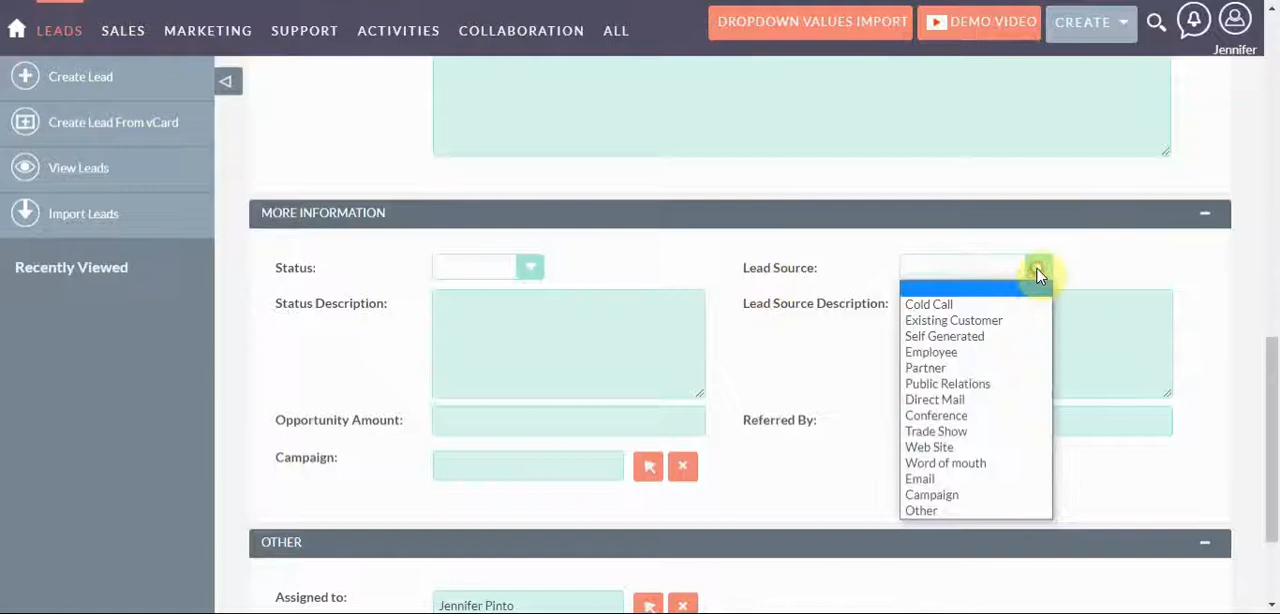 LEADS SALES MARKETING SUPPORT ACTIVITIES COLLABORATION ALL DROPDOWN VALUES IMPORT DEMO VIDEO CREATE
Jennifer
Create Lead
Create Lead From vCard
View Leads
Import Leads
Recently Viewed
MORE INFORMATION
Status:
Lead Source:
Status Description:
Lead Source Description:
Cold Call
Existing Customer
Self Generated
Employee
Partner
Public Relations
Direct Mail
Conference
Trade Show
Web Site
Word of mouth
Email
Campaign
Other
Opportunity Amount:
Referred By:
Campaign:
OTHER
Assigned to:
Jennifer Pinto